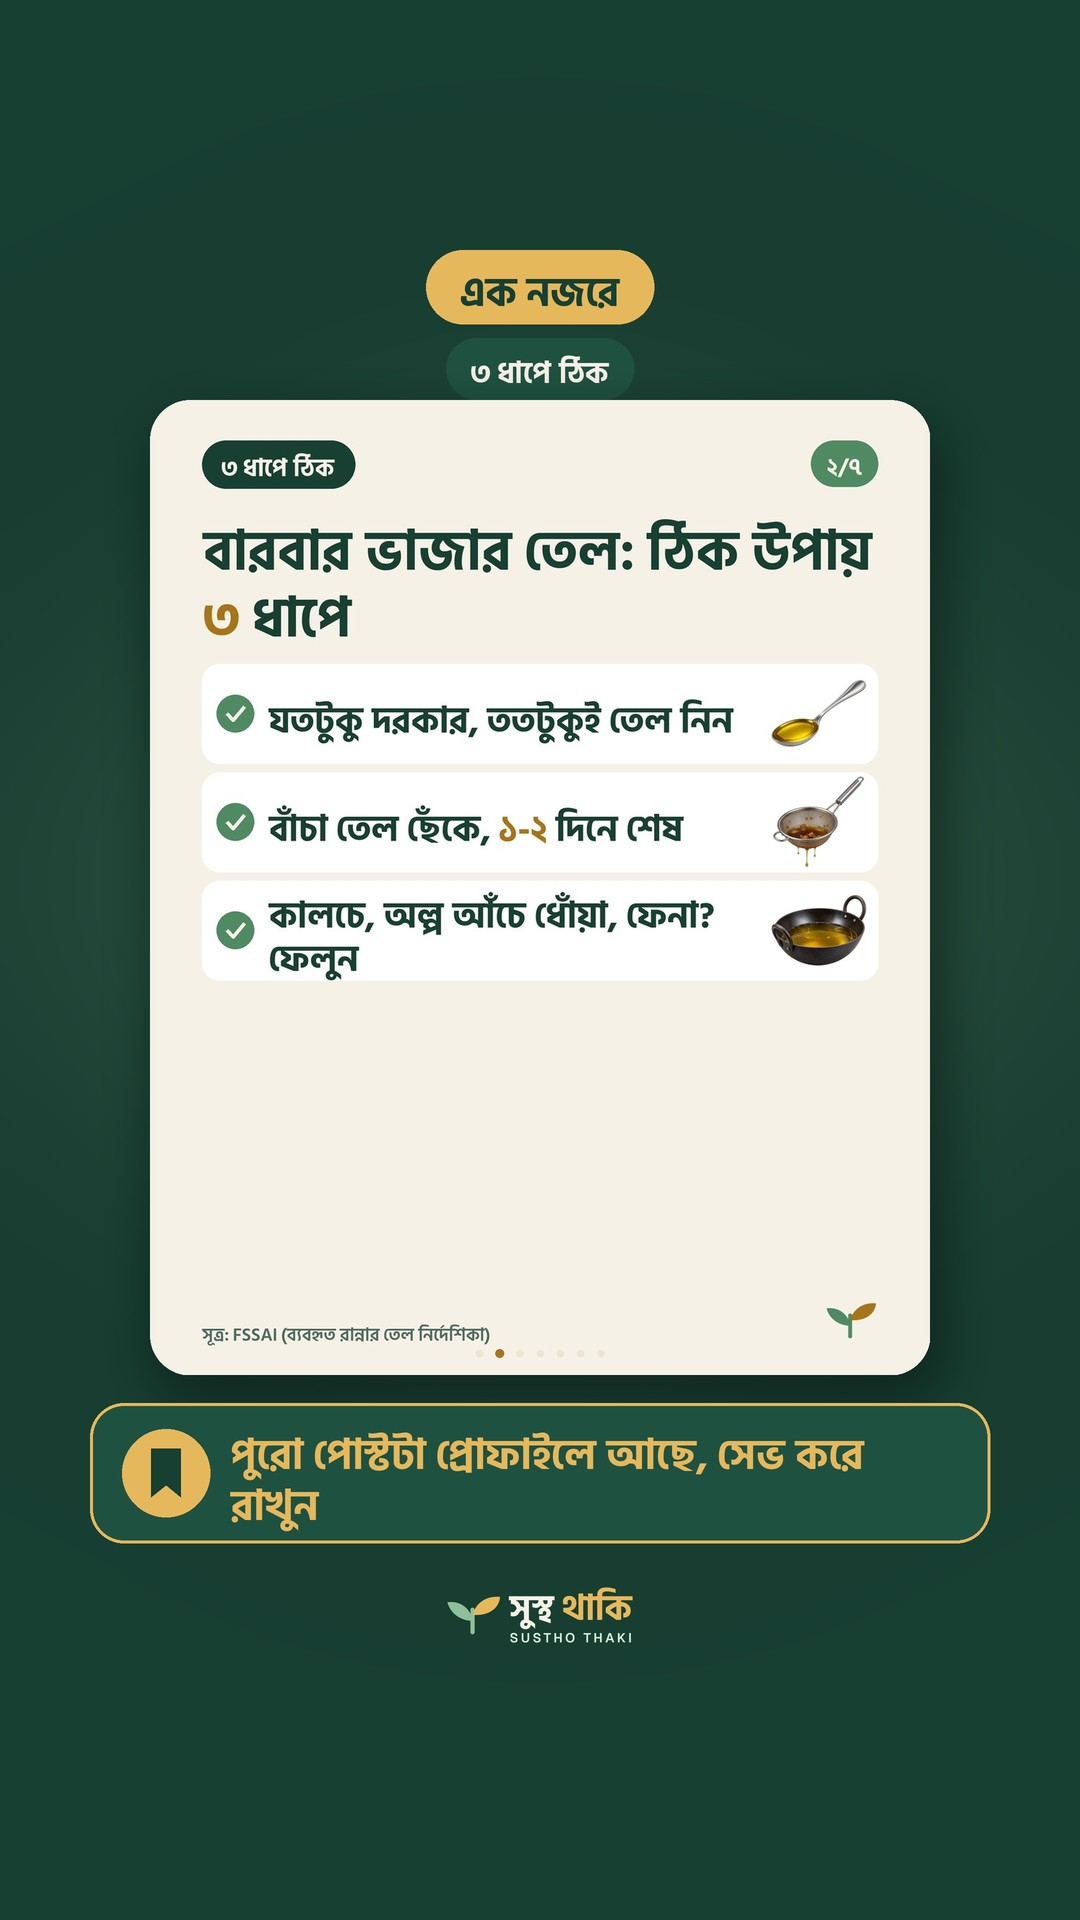 এক নজরে
৩ ধাপে ঠিক
৩ ধাপে ঠিক
২/৭
বারবার ভাজার তেল: ঠিক উপায়
৩ ধাপে
যতটুকু দরকার, ততটুকুই তেল নিন
বাঁচা তেল ছেঁকে, ১-২ দিনে শেষ
কালচে, অল্প আঁচে ধোঁয়া, ফেনা?
ফেলুন
সূত্র: FSSAI (ব্যবহৃত রান্নার তেল নির্দেশিকা)
পুরো পোস্টটা প্রোফাইলে আছে, সেভ করে
রাখুন
সুস্থ থাকি
SUSTHO THAKI